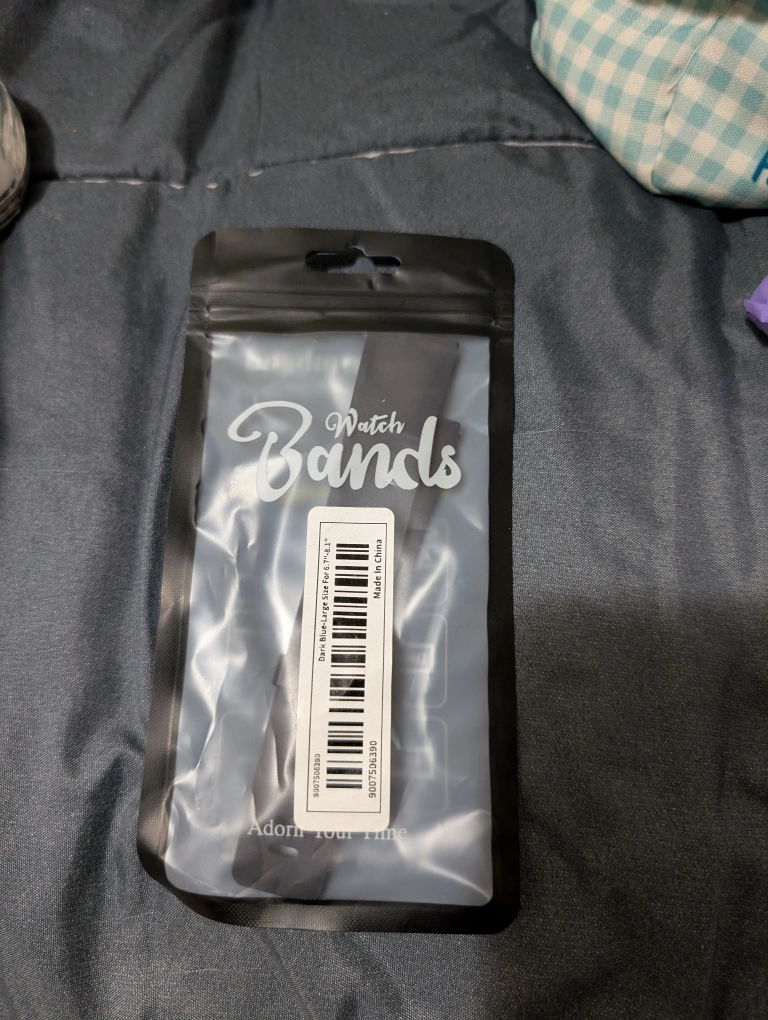 Watch
Bands
Dark Blue-Large Size For 6.7"-8.1"
Made In China
9007506390
9007506390
Adorn Your Time